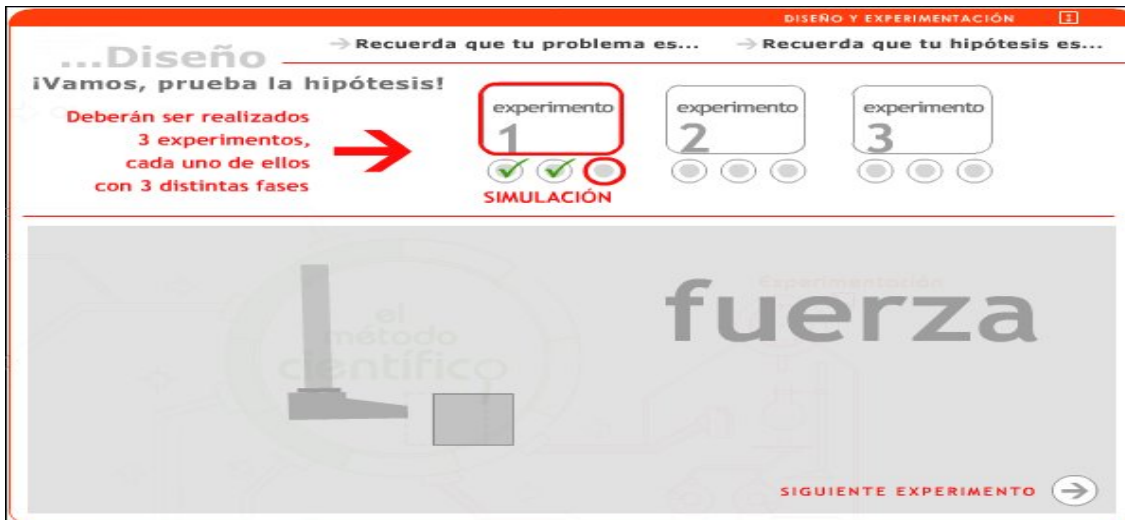 DISEÑO Y EXPERIMENTACIÓN
...Diseño
Recuerda que tu problema es...
Recuerda que tu hipótesis es...
¡Vamos, prueba la hipótesis!
Deberán ser realizados
3 experimentos,
cada uno de ellos
con 3 distintas fases
experimento
1
SIMULACIÓN
experimento
2
experimento
3
el
método
científico
Experimentación
fuerza
SIGUIENTE EXPERIMENTO